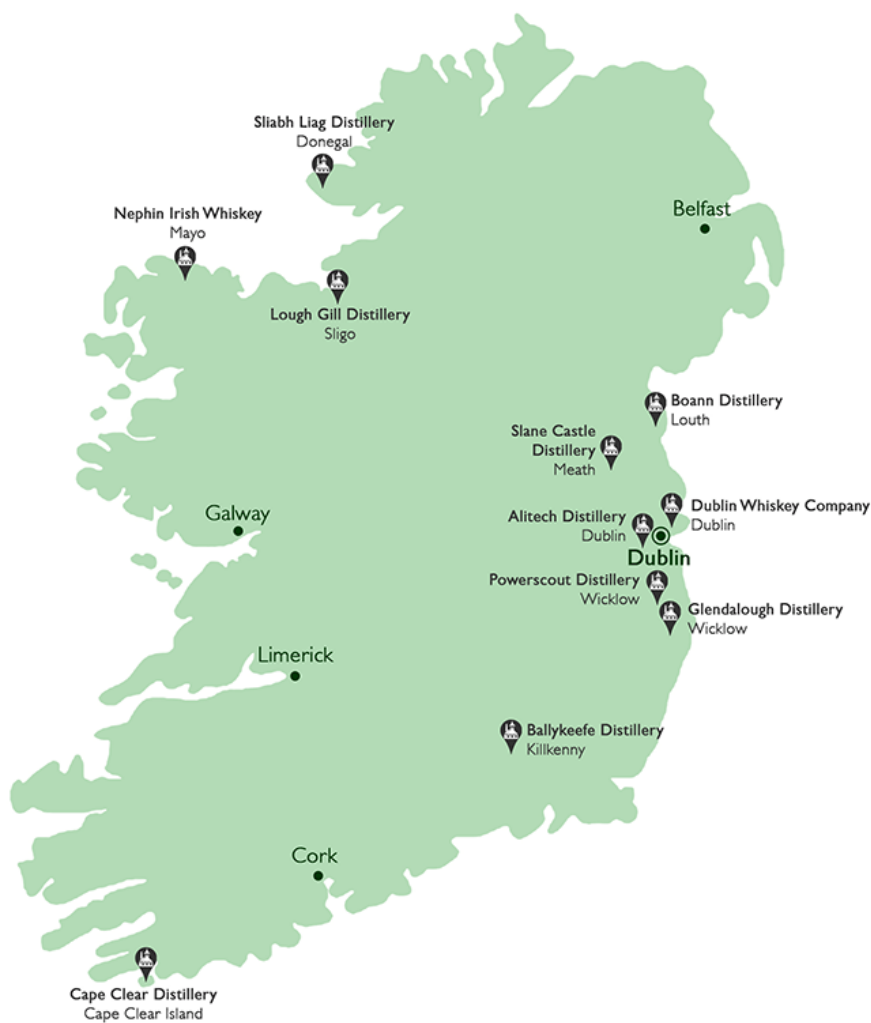 Sliabh Liag Distillery
Donegal
Belfast
Nephin Irish Whiskey
Mayo
Lough Gill Distillery
Sligo
Boann Distillery
Louth
Slane Castle
Distillery
Meath
Dublin Whiskey Company
Dublin
Galway
Alitech Distillery
Dublin
Dublin
Powerscout Distillery
Wicklow
Glendalough Distillery
Wicklow
Limerick
Ballykeefe Distillery
Killkenny
Cork
Cape Clear Distillery
Cape Clear Island